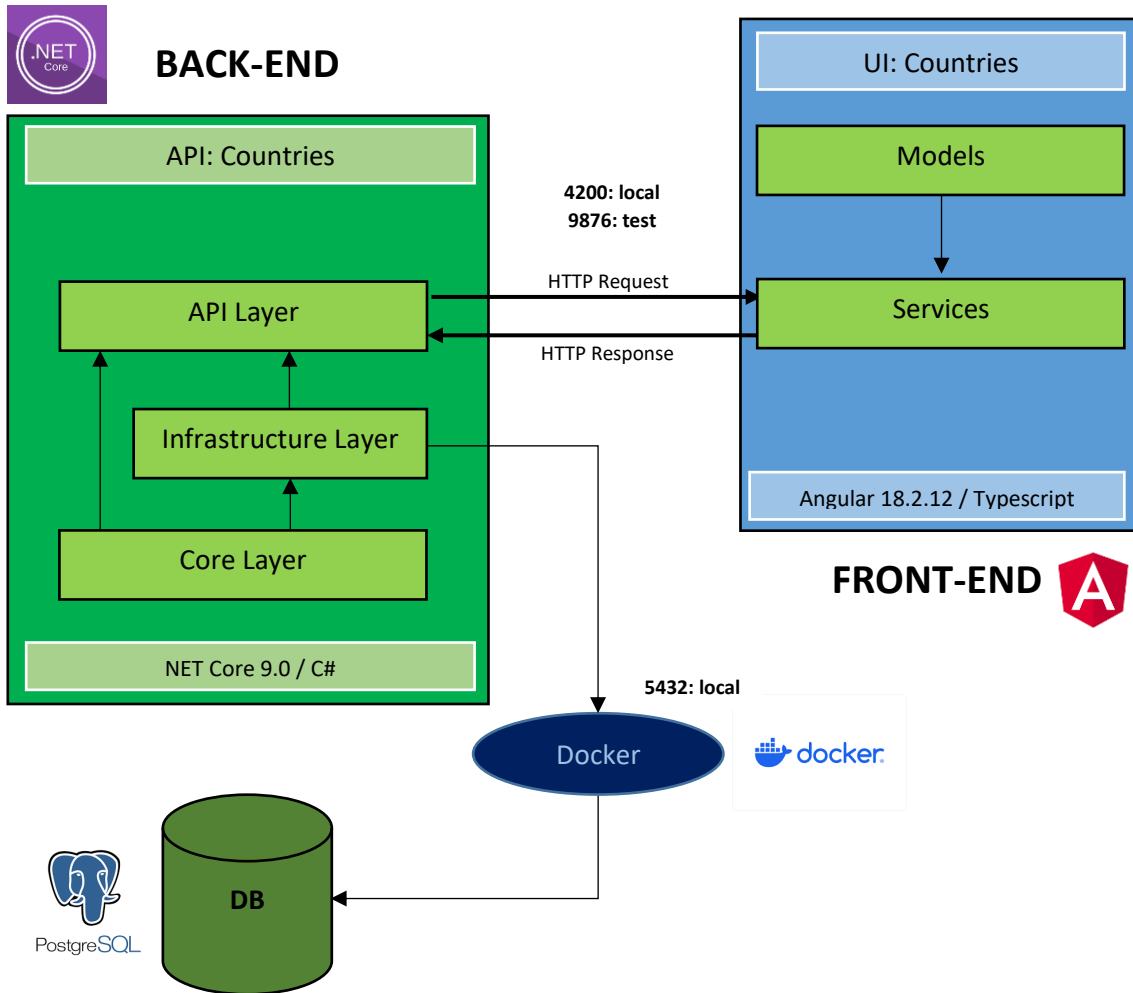 .NET
Core
BACK-END
UI: Countries
API: Countries
Models
4200: local
9876: test
HTTP Request
API Layer
Services
HTTP Response
Infrastructure Layer
Angular 18.2.12 / Typescript
Core Layer
FRONT-END
A
NET Core 9.0 / C#
5432: local
Docker
docker
DB
PostgreSQL